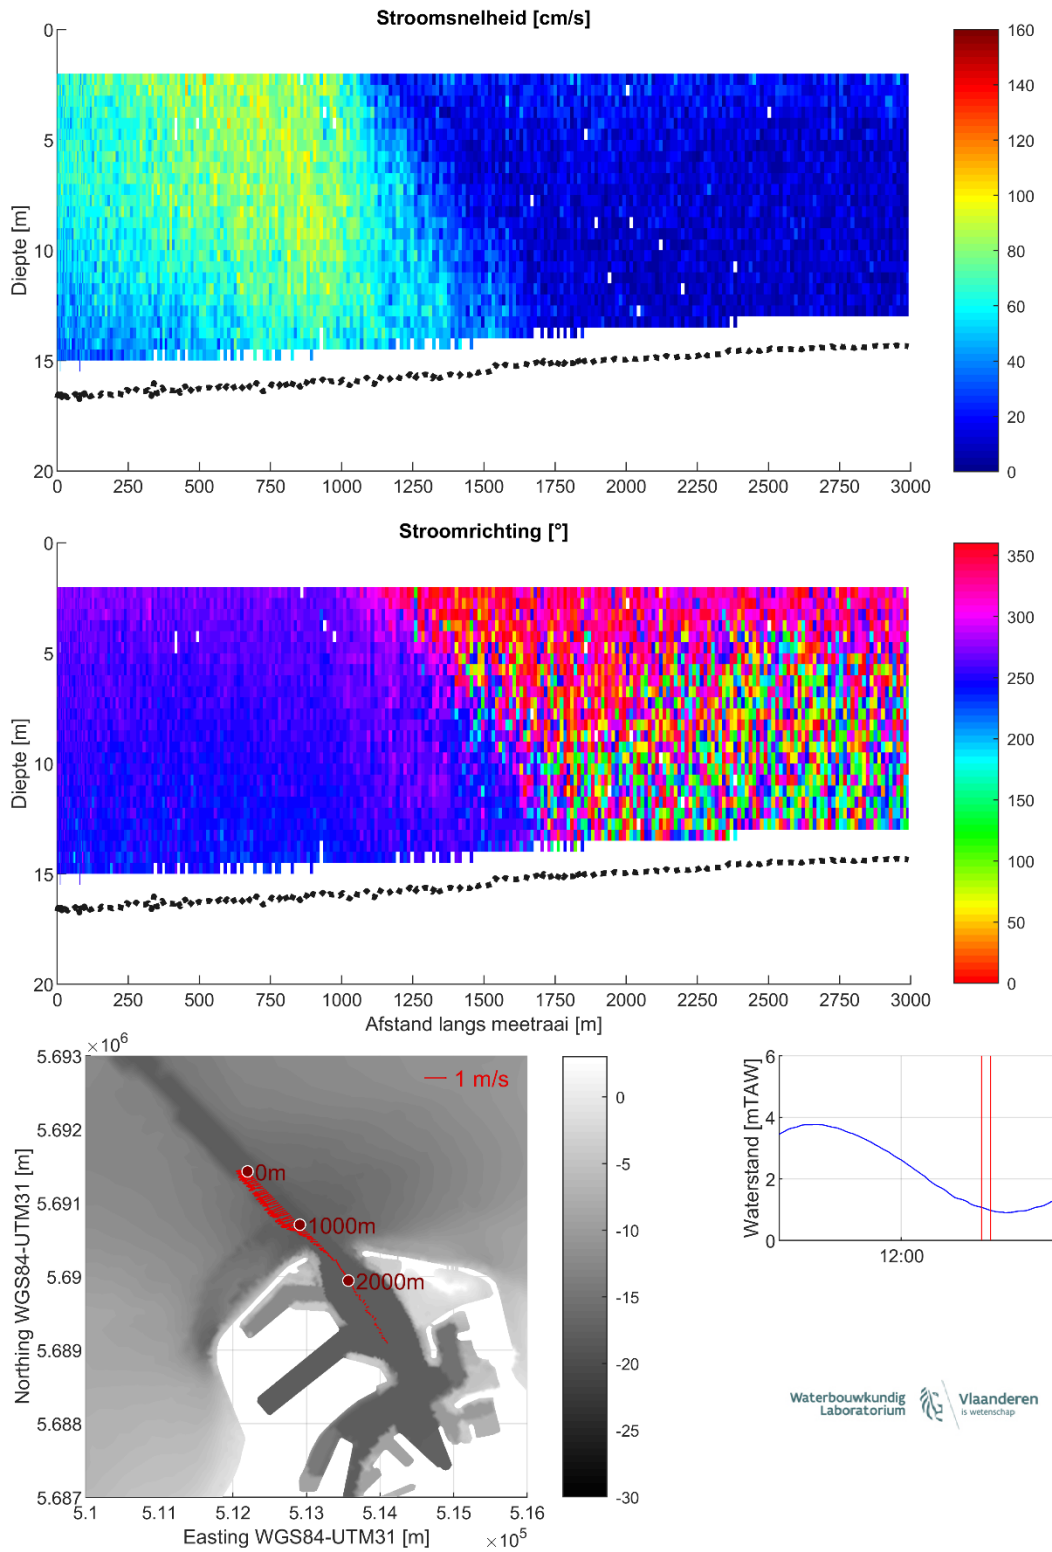 Stroomsnelheid [cm/s]
0
5
10
15
20
Diepte [m]
0 250 500 750 1000 1250 1500 1750 2000 2250 2500 2750 3000
160
140
120
100
80
60
40
20
0
Stroomrichting [°]
0
5
10
15
20
Diepte [m]
0 250 500 750 1000 1250 1500 1750 2000 2250 2500 2750 3000
Afstand langs meetraai [m]
350
300
250
200
150
100
50
0
×10⁶
5.693
5.692
5.691
5.69
5.689
5.688
5.687
Northing WGS84-UTM31 [m]
1 m/s
0m
1000m
2000m
5.1 5.11 5.12 5.13 5.14 5.15 5.16
Easting WGS84-UTM31 [m]
×10⁵
0
-5
-10
-15
-20
-25
-30
Waterstand [mTAW]
6
4
2
0
12:00
Waterbouwkundig
Laboratorium
Vlaanderen
is wetenschap